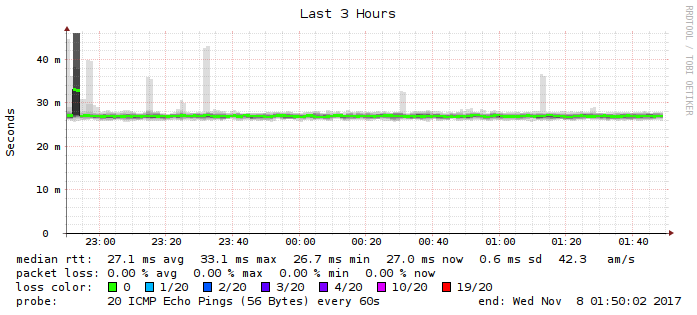 Last 3 Hours
RRDTOOL / TOBI OETIKER
Seconds
40 m
30 m
20 m
10 m
0
23:00 23:20 23:40 00:00 00:20 00:40 01:00 01:20 01:40
median rtt: 27.1 ms avg 33.1 ms max 26.7 ms min 27.0 ms now 0.6 ms sd 42.3 am/s
packet loss: 0.00 % avg 0.00 % max 0.00 % min 0.00 % now
loss color: 0 1/20 2/20 3/20 4/20 10/20 19/20
probe: 20 ICMP Echo Pings (56 Bytes) every 60s end: Wed Nov 8 01:50:02 2017